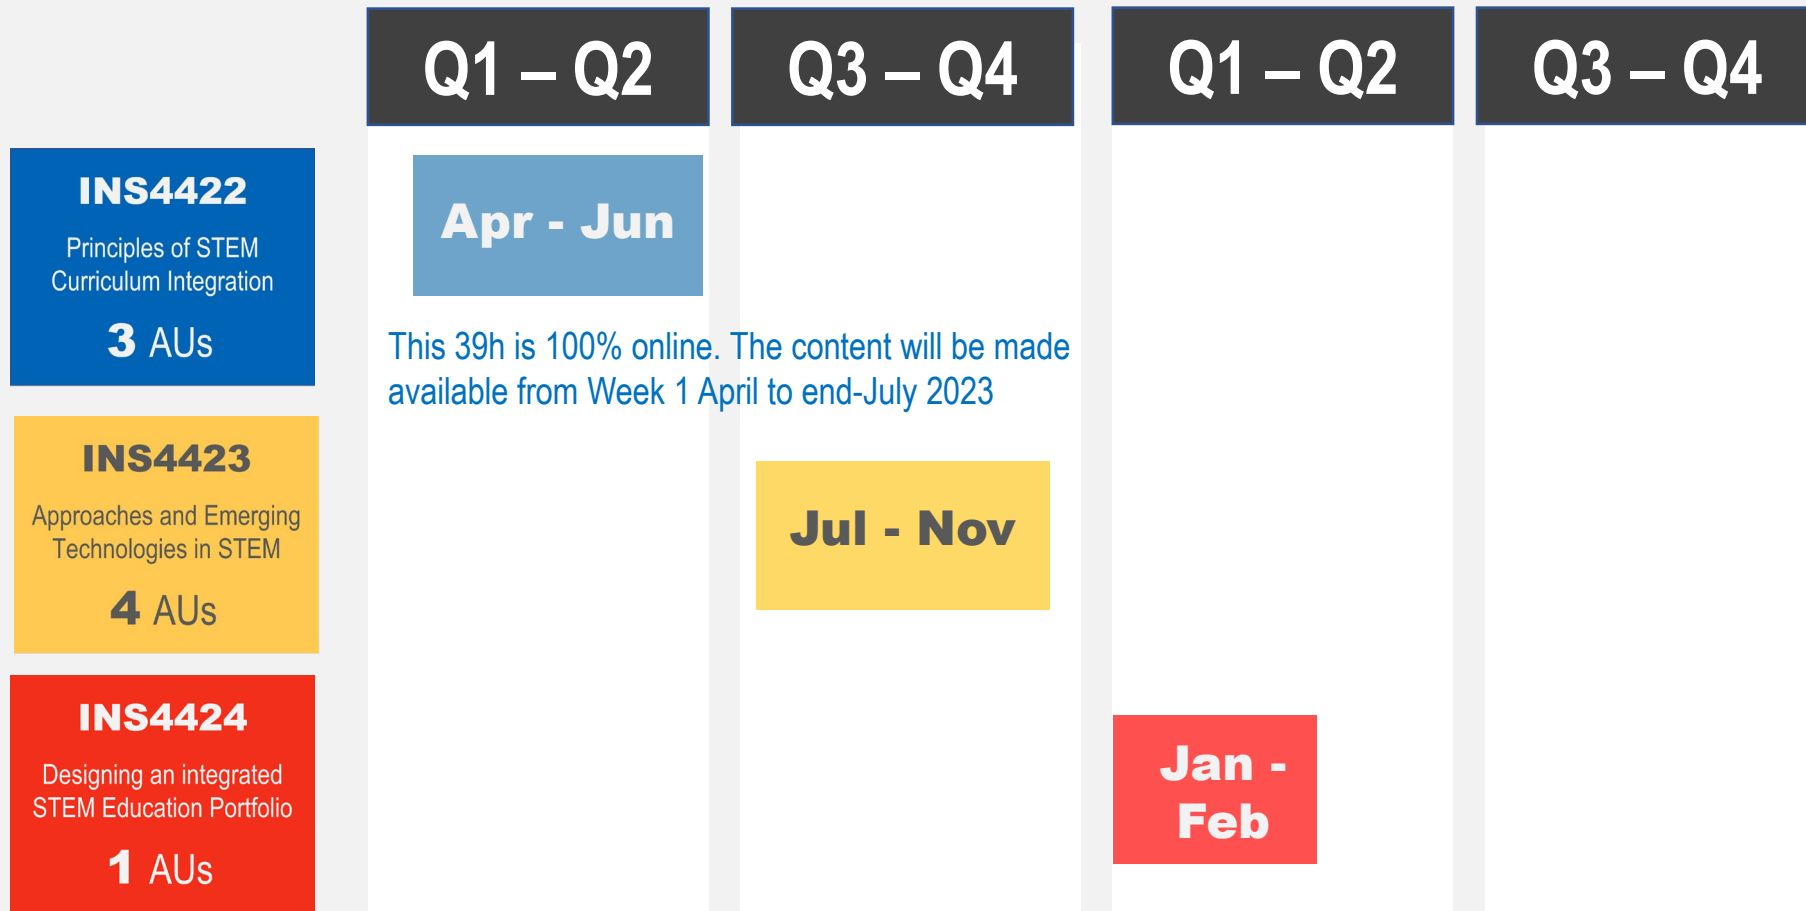 Q1 – Q2
Q3 – Q4
Q1 – Q2
Q3 – Q4
INS4422
Principles of STEM
Curriculum Integration
3 AUs
Apr - Jun
This 39h is 100% online. The content will be made
available from Week 1 April to end-July 2023
INS4423
Approaches and Emerging
Technologies in STEM
4 AUs
Jul - Nov
INS4424
Designing an integrated
STEM Education Portfolio
1 AUs
Jan -
Feb